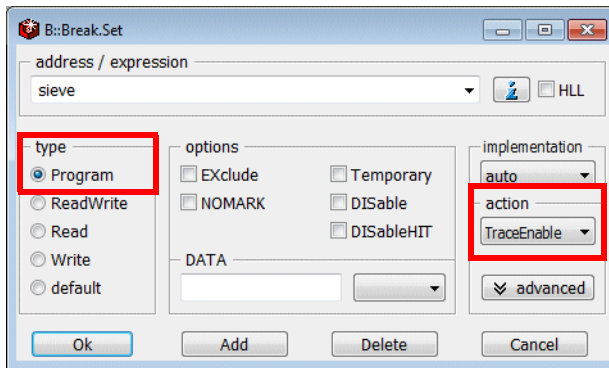 B::Break.Set
address / expression
sieve
i HLL
type
options
implementation
Program
EXclude
Temporary
auto
ReadWrite
NOMARK
DISable
action
Read
DISableHIT
TraceEnable
Write
DATA
default
advanced
Ok
Add
Delete
Cancel